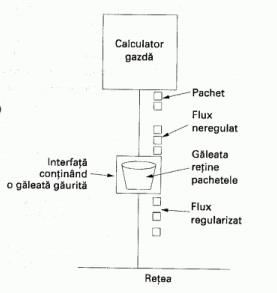 Calculator
gazdă
Pachet
Flux
neregulat
Interfață
conținând
o găleată găurită
Găleata
reține
pachetele
Flux
regularizat
Rețea